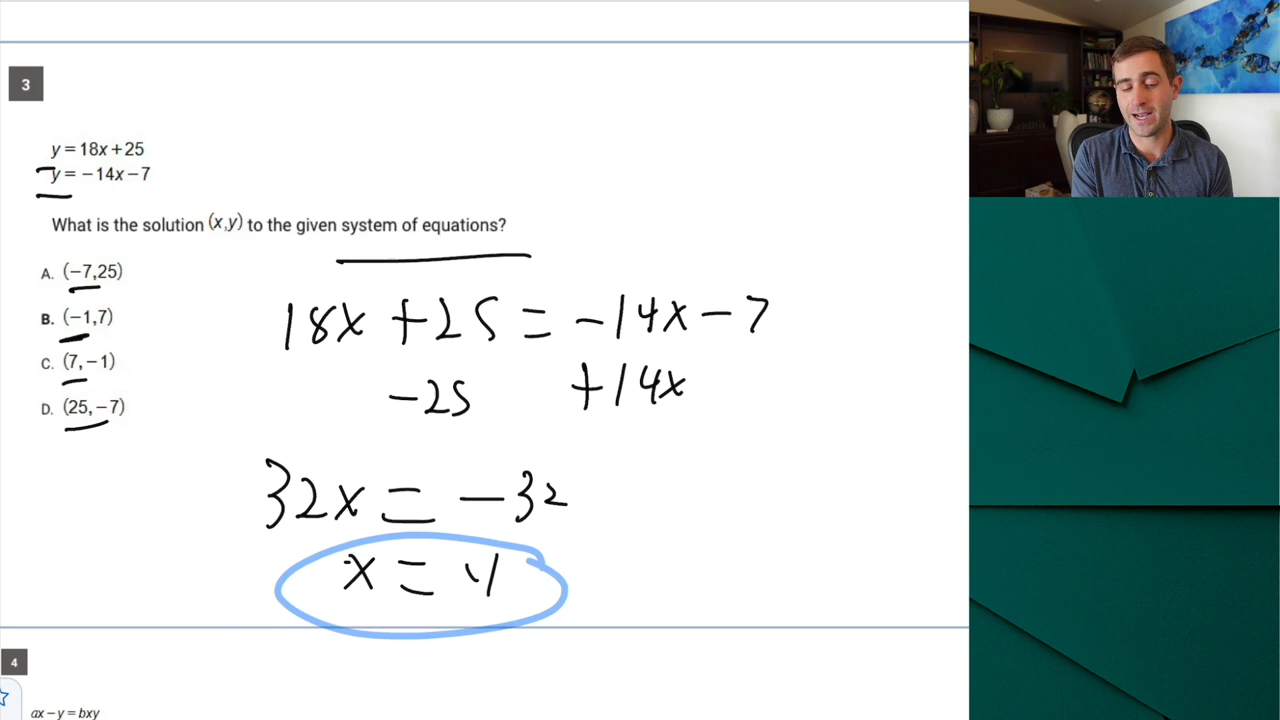 3
y = 18x + 25
y = −14x − 7
What is the solution (x,y) to the given system of equations?
A. (−7,25)
B. (−1,7)
C. (7,−1)
D. (25,−7)
18x + 25 = −14x − 7
−25 +14x
32x = −32
4
ax − y = bxy